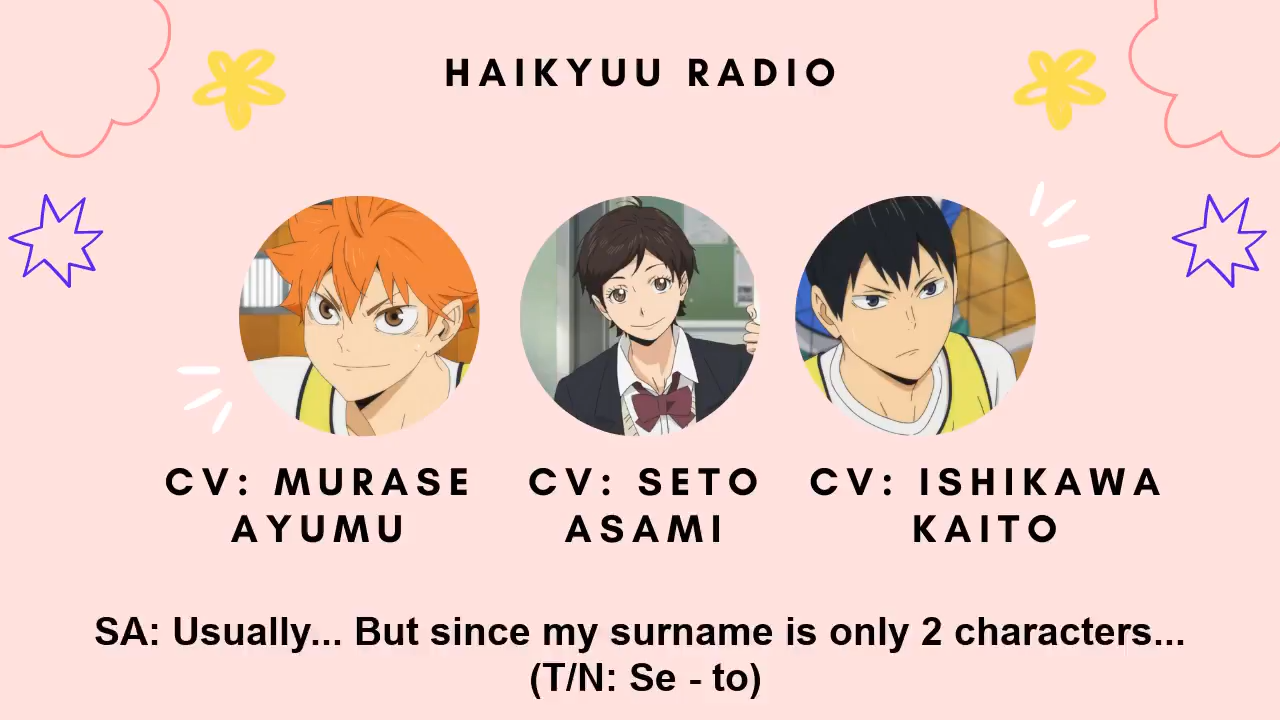 HAIKYUU RADIO
CV: MURASE
AYUMU
CV: SETO
ASAMI
CV: ISHIKAWA
KAITO
SA: Usually... But since my surname is only 2 characters...
(T/N: Se - to)